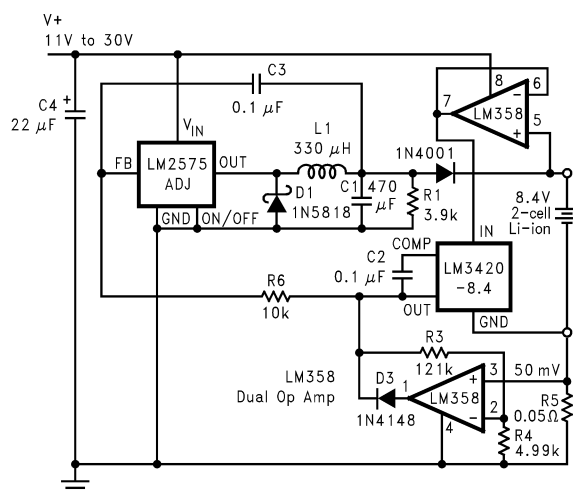 V+
11V to 30V
C3
0.1 μF
C4
+
22 μF
VIN
FB
LM2575
ADJ
OUT
GND
ON/OFF
L1
330 μH
D1
1N5818
C1
470
μF
R1
3.9k
1N4001
7
8
6
5
−
+
LM358
8.4V
2-cell
Li-ion
COMP
C2
0.1 μF
IN
LM3420
-8.4
OUT
GND
R6
10k
R3
121k
LM358
Dual Op Amp
D3
1N4148
1
LM358
3
+
2
−
4
50 mV
R5
0.05Ω
R4
4.99k